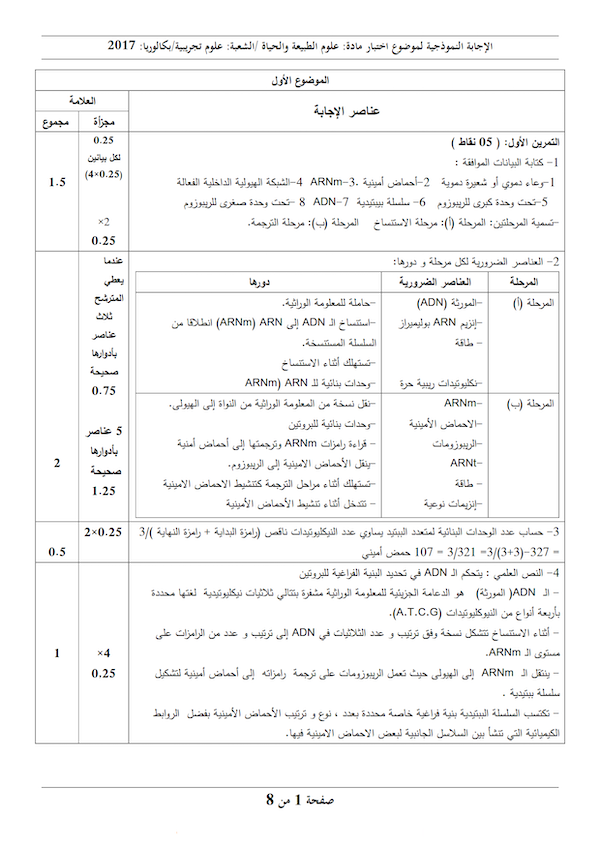 الإجابة النموذجية لموضوع اختبار مادة: علوم الطبيعة والحياة /الشعبة: علوم تجريبية/بكالوريا: 2017
الموضوع الأول
عناصر الإجابة
العلامة
مجزأة
مجموع
التمرين الأول: ( 05 نقاط )
1- كتابة البيانات الموافقة :
1-وعاء دموي أو شعيرة دموية 2-أحماض أمينية .3-ARNm 4-الشبكة الهيولية الداخلية الفعالة
5-تحت وحدة كبرى للريبوزوم 6- سلسلة ببتيدية 7-ADN 8 -تحت وحدة صغرى للريبوزوم
-تسمية المرحلتين: المرحلة (أ): مرحلة الاستنساخ المرحلة (ب): مرحلة الترجمة.
0.25
لكل بيانين
(4×0.25)
2×
0.25
1.5
2- العناصر الضرورية لكل مرحلة و دورها:
المرحلة
العناصر الضرورية
دورها
المرحلة (أ)
-المورثة (ADN)
-إنزيم ARN بوليميراز
- طاقة
-نكليوتيدات ريبية حرة
-حاملة للمعلومة الوراثية.
-استنساخ الـ ADN إلى ARN (ARNm) انطلاقا من
السلسلة المستنسخة.
-تستهلك أثناء الاستنساخ
-وحدات بنائية للـ ARN (ARNm
المرحلة (ب)
-ARNm
-الاحماض الأمينية
-الريبوزومات
-ARNt
- طاقة
-إنزيمات نوعية
-نقل نسخة من المعلومة الوراثية من النواة إلى الهيولى.
-وحدات بنائية للبروتين
- قراءة رامزات ARNm وترجمتها إلى أحماض أمنية
-ينقل الأحماض الامينية إلى الريبوزوم.
-تستهلك أثناء مراحل الترجمة كتنشيط الاحماض الامينية
- تتدخل أثناء تنشيط الأحماض الأمينية
عندما
يعطي
المترشح
ثلاث
عناصر
بأدوارها
صحيحة
0.75
5 عناصر
بأدوارها
صحيحة
1.25
2
3- حساب عدد الوحدات البنائية لمتعدد الببتيد يساوي عدد النيكليوتيدات ناقص (رامزة البداية + رامزة النهاية )/3
= 327-(3+3)/3= 3/321 = 107 حمض أميني
2×0.25
0.5
4- النص العلمي : يتحكم الـ ADN في تحديد البنية الفراغية للبروتين
- الـ ADN( المورثة) هو الدعامة الجزيئية للمعلومة الوراثية مشفرة بتتالي ثلاثيات نيكليوتيدية لغتها محددة
بأربعة أنواع من النيوكليوتيدات (A.T.C.G).
- أثناء الاستنساخ تتشكل نسخة وفق ترتيب و عدد الثلاثيات في ADN إلى ترتيب و عدد من الرامزات على
مستوى الـ ARNm.
- ينتقل الـ ARNm إلى الهيولى حيث تعمل الريبوزومات على ترجمة رامزاته إلى أحماض أمينية لتشكيل
سلسلة ببتيدية .
- تكتسب السلسلة الببتيدية بنية فراغية خاصة محددة بعدد ، نوع و ترتيب الأحماض الأمينية بفضل الروابط
الكيميائية التي تنشأ بين السلاسل الجانبية لبعض الاحماض الامينية فيها.
4×
0.25
1
صفحة 1 من 8